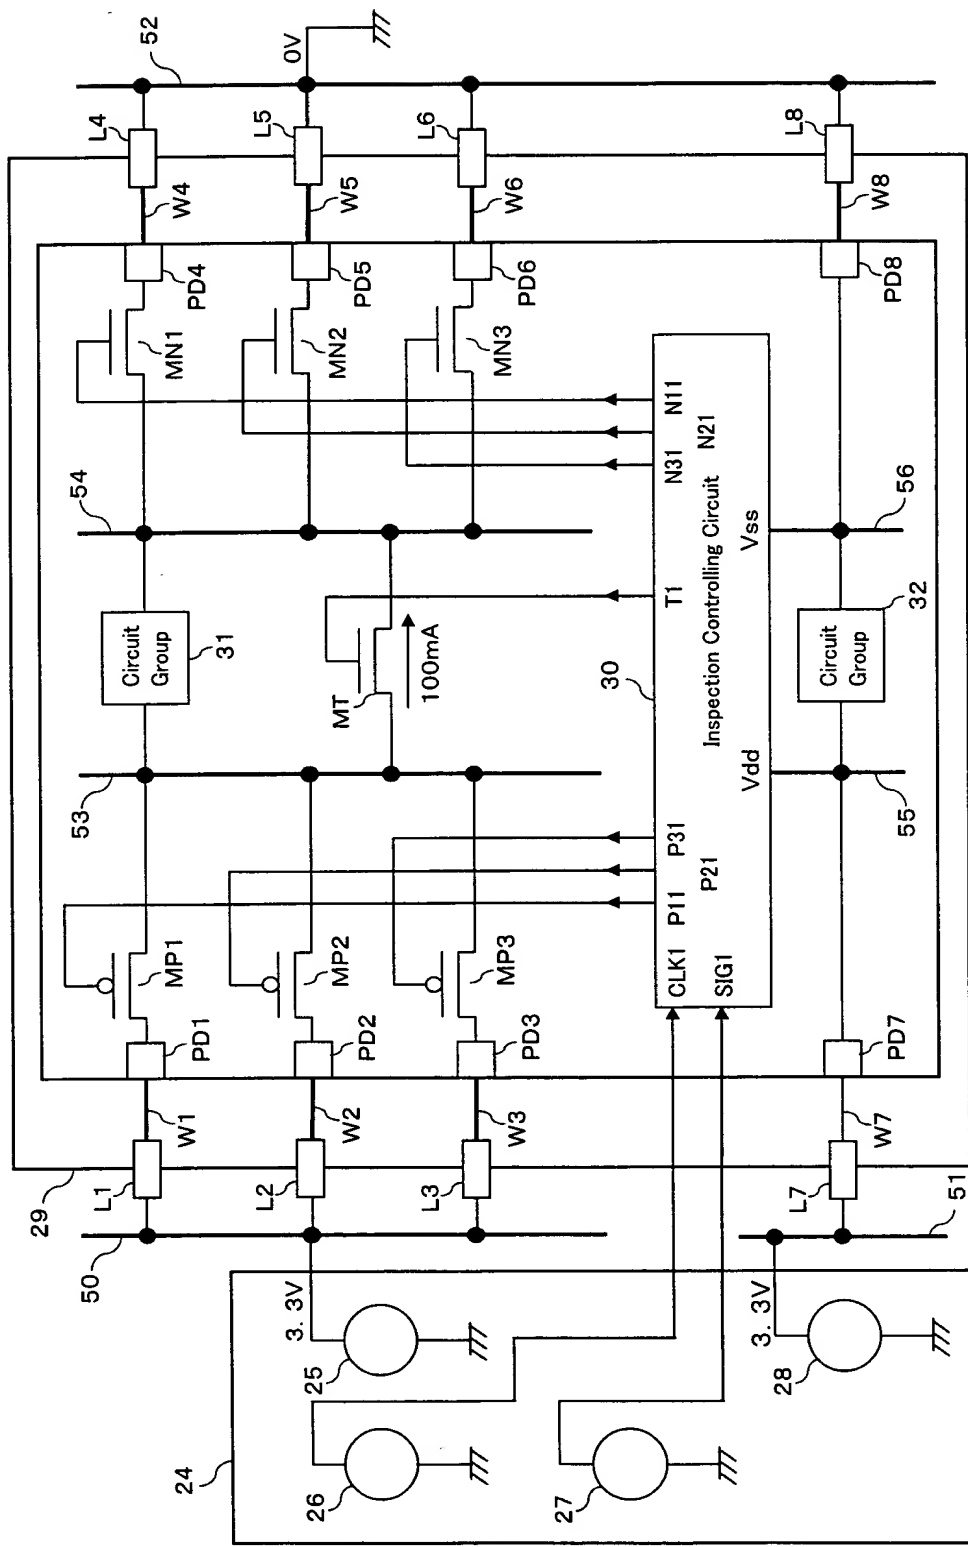 24
26
25
27
28
3. 3V
3. 3V
50
51
29
L1
L2
L3
L7
W1
W2
W3
W7
PD1
PD2
PD3
PD7
MP1
MP2
MP3
CLK1
SIG1
P11
P21
P31
53
55
Vdd
30
Inspection Controlling Circuit
MT
100mA
T1
Circuit
Group
31
Circuit
Group
32
54
56
Vss
N31
N21
N11
MN1
MN2
MN3
PD4
PD5
PD6
PD8
W4
W5
W6
W8
L4
L5
L6
L8
0V
52